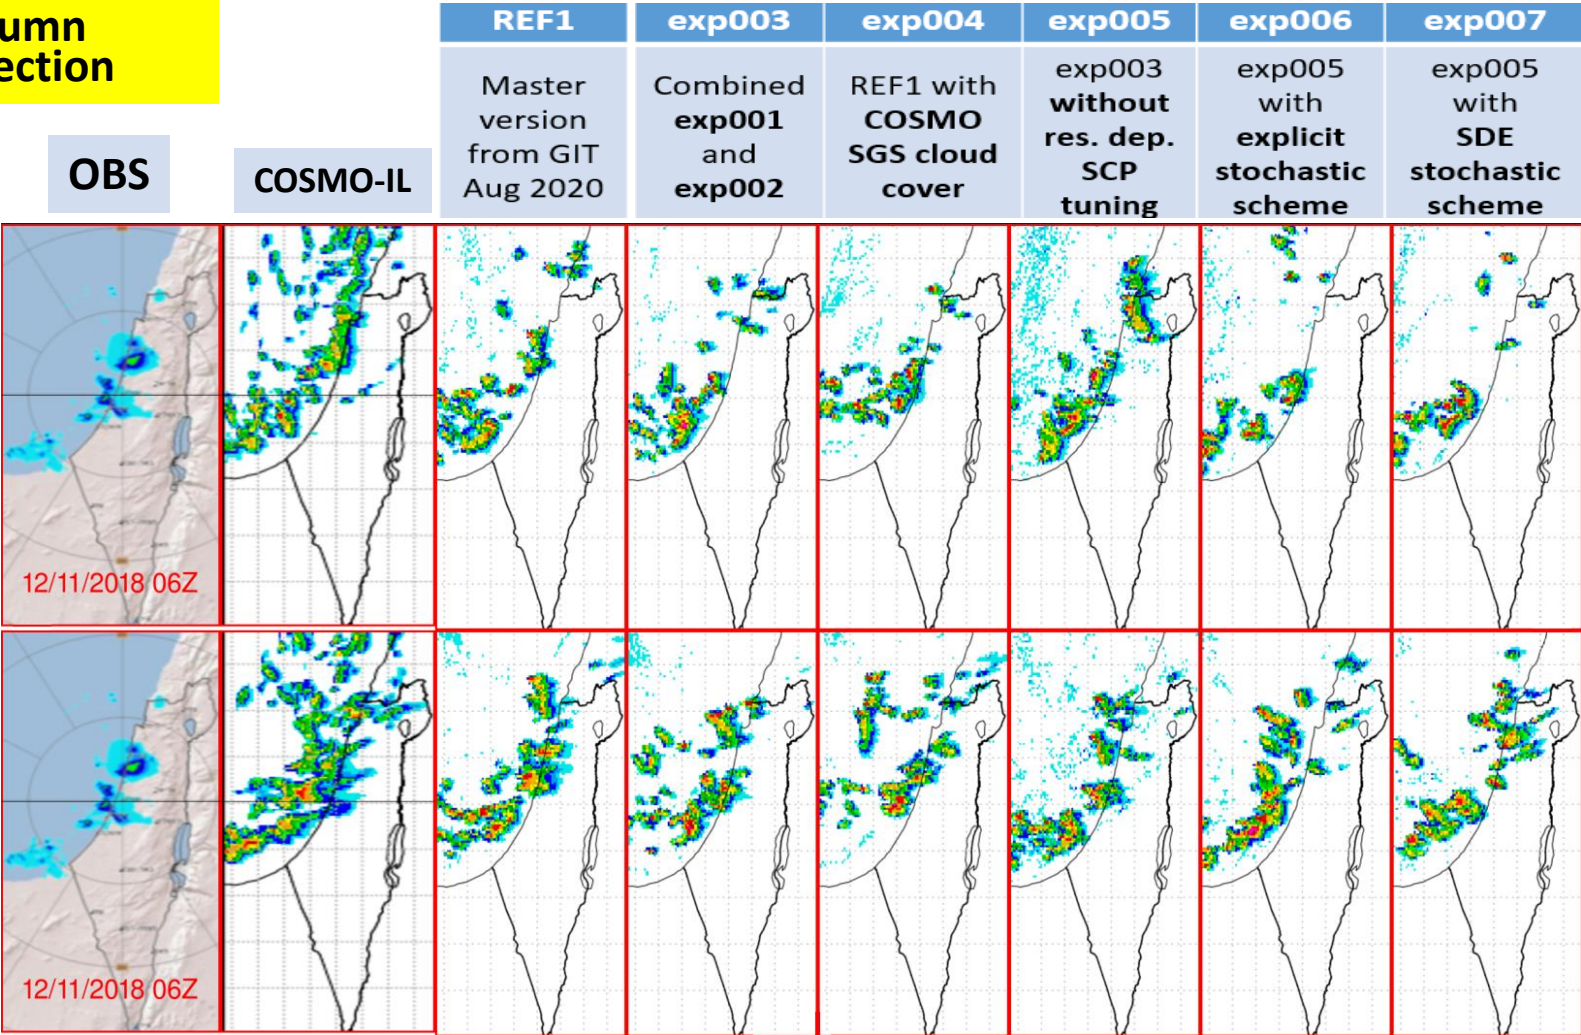 umn
ection
OBS
COSMO-IL
REF1
Master
version
from GIT
Aug 2020
exp003
Combined
exp001
and
exp002
exp004
REF1 with
COSMO
SGS cloud
cover
exp005
exp003
without
res. dep.
SCP
tuning
exp006
exp005
with
explicit
stochastic
scheme
exp007
exp005
with
SDE
stochastic
scheme
12/11/2018 06Z
12/11/2018 06Z